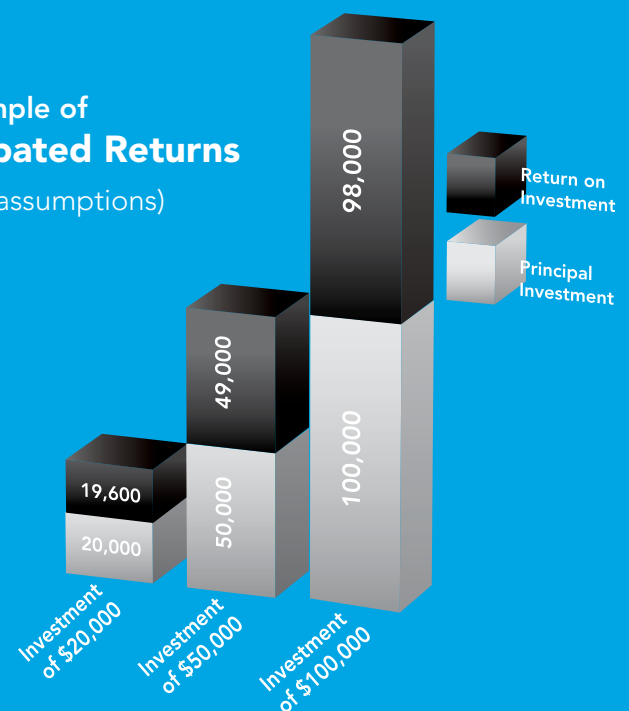 mple of
pated Returns
assumptions)
98,000
Return on
Investment
Principal
Investment
49,000
100,000
50,000
19,600
20,000
Investment
of $20,000
Investment
of $50,000
Investment
of $100,000